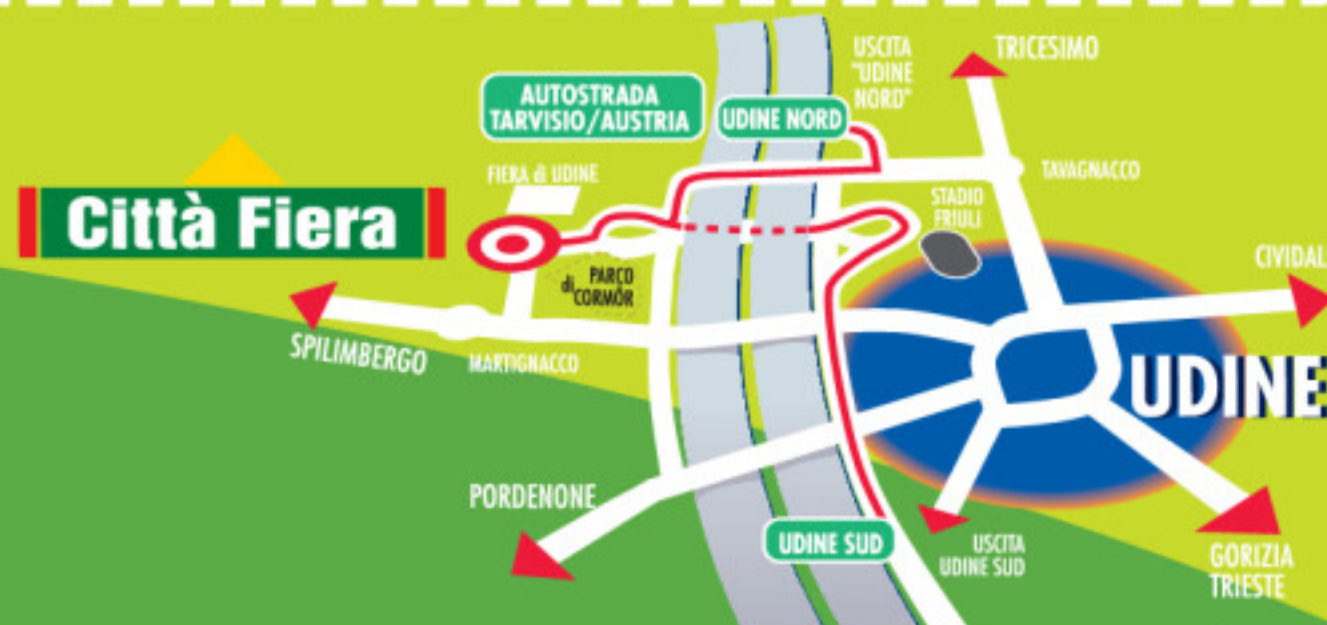 USCITA
"UDINE
NORD"
TRICESIMO
AUTOSTRADA
TARVISIO/AUSTRIA
UDINE NORD
FIERA di UDINE
TAVAGNACCO
STADIO
FRIULI
Città Fiera
CIVIDAL
PARCO
di CORMÔR
SPILIMBERGO
MARTIGNACCO
UDINE
PORDENONE
UDINE SUD
USCITA
UDINE SUD
GORIZIA
TRIESTE